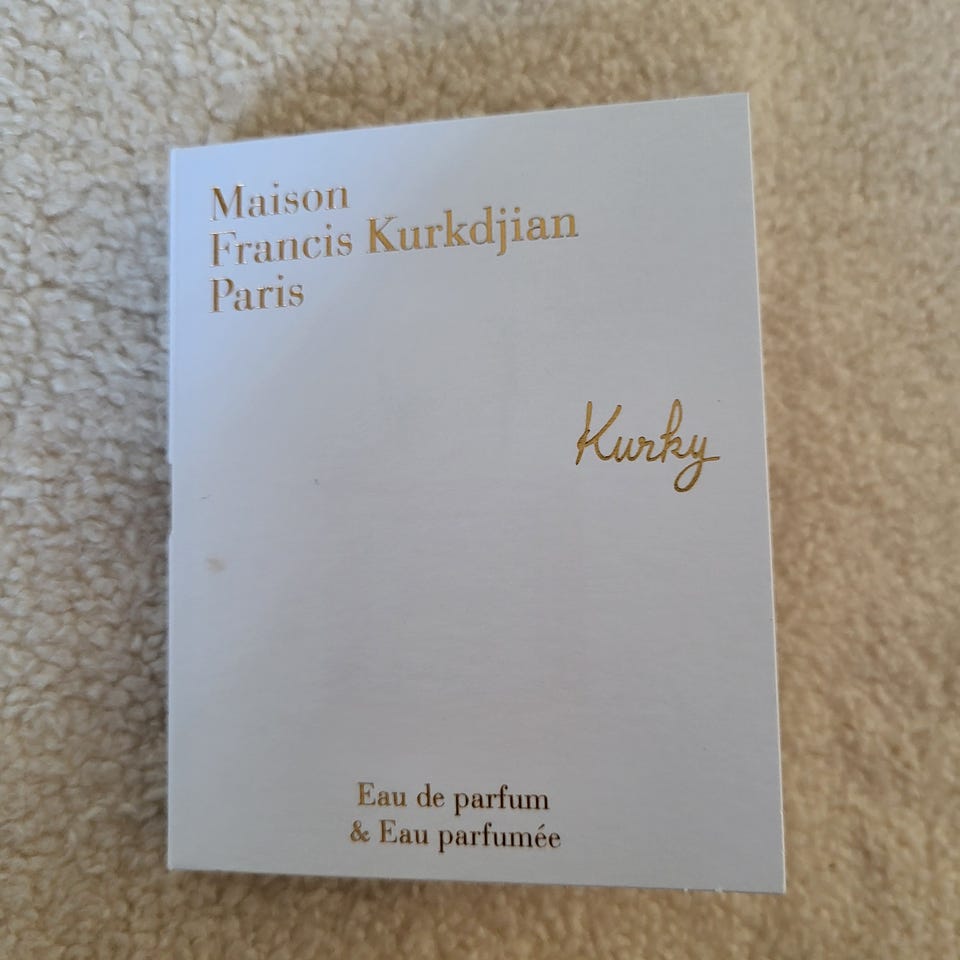 Maison
Francis Kurkdjian
Paris
Kurky
Eau de parfum
& Eau parfumée